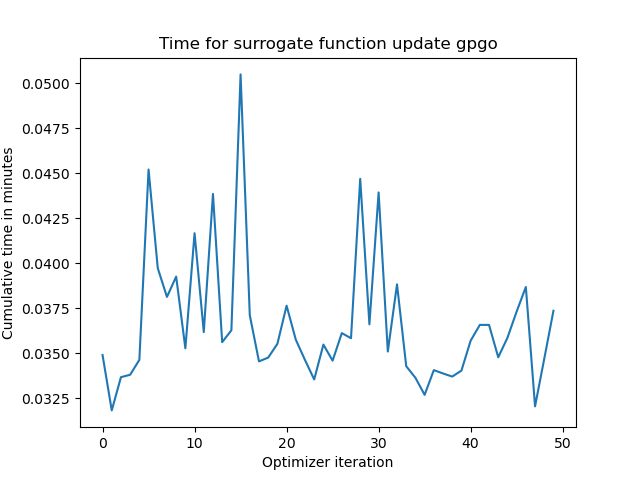 Time for surrogate function update gpgo
Cumulative time in minutes
0.0500
0.0475
0.0450
0.0425
0.0400
0.0375
0.0350
0.0325
0 10 20 30 40 50
Optimizer iteration